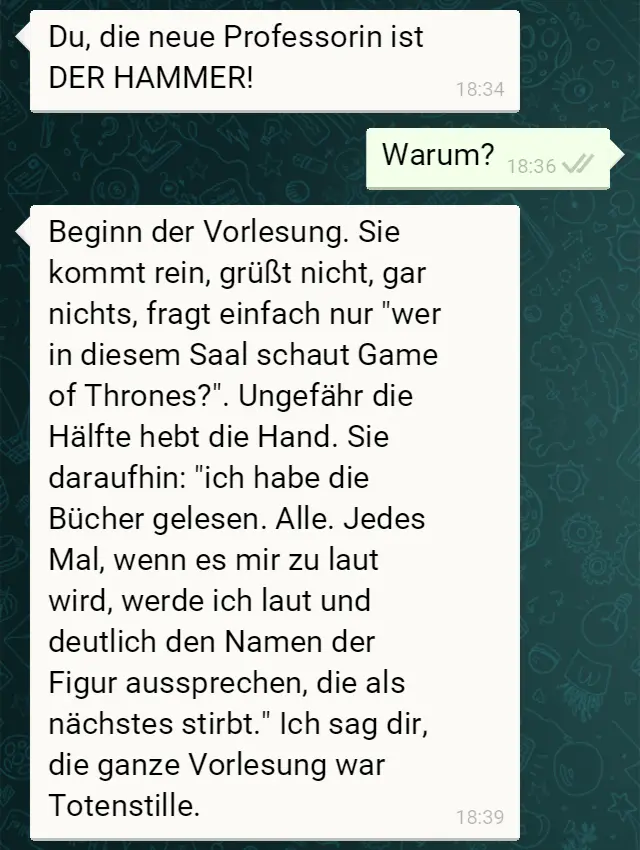 Du, die neue Professorin ist
DER HAMMER!
18:34
Warum?
18:36
Beginn der Vorlesung. Sie
kommt rein, grüßt nicht, gar
nichts, fragt einfach nur "wer
in diesem Saal schaut Game
of Thrones?". Ungefähr die
Hälfte hebt die Hand. Sie
daraufhin: "ich habe die
Bücher gelesen. Alle. Jedes
Mal, wenn es mir zu laut
wird, werde ich laut und
deutlich den Namen der
Figur aussprechen, die als
nächstes stirbt." Ich sag dir,
die ganze Vorlesung war
Totenstille.
18:39